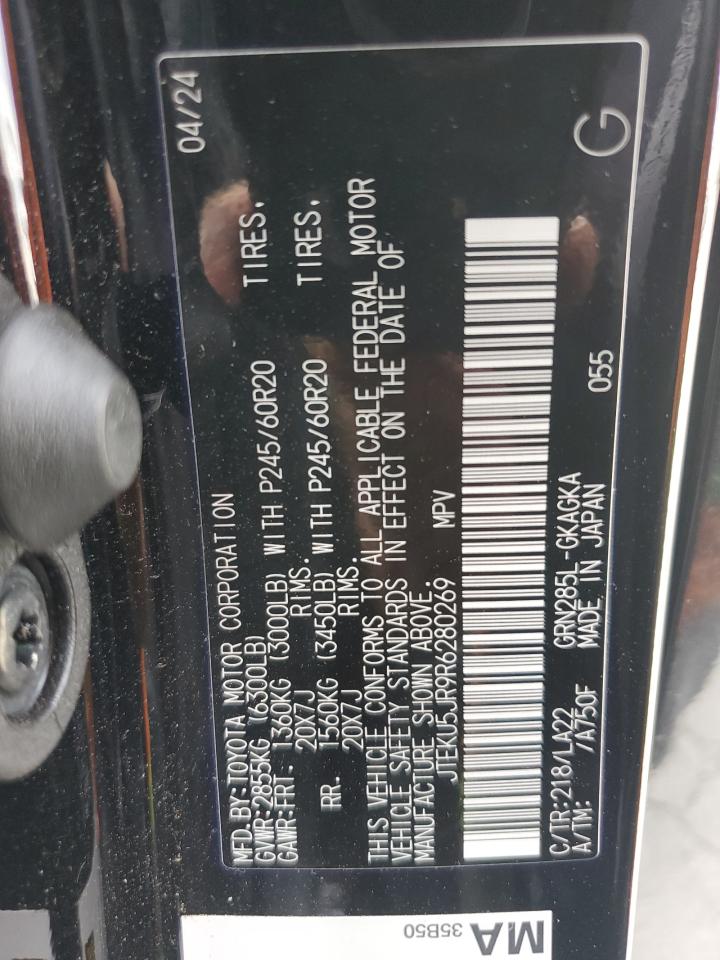 MFD.BY:TOYOTA MOTOR CORPORATION 04/24
GVWR:2855KG (6300LB)
GAWR:FRT. 1360KG (3000LB) WITH P245/60R20 TIRES.
20X7J RIMS.
RR. 1560KG (3450LB) WITH P245/60R20 TIRES.
20X7J RIMS.
THIS VEHICLE CONFORMS TO ALL APPLICABLE FEDERAL MOTOR
VEHICLE SAFETY STANDARDS IN EFFECT ON THE DATE OF
MANUFACTURE SHOWN ABOVE.
JTEKU5JR9R6280269 MPV
C/TR:218/LA22 GRN285L-GKAGKA 055
A/TM: /A750F MADE IN JAPAN G
MA
35B50